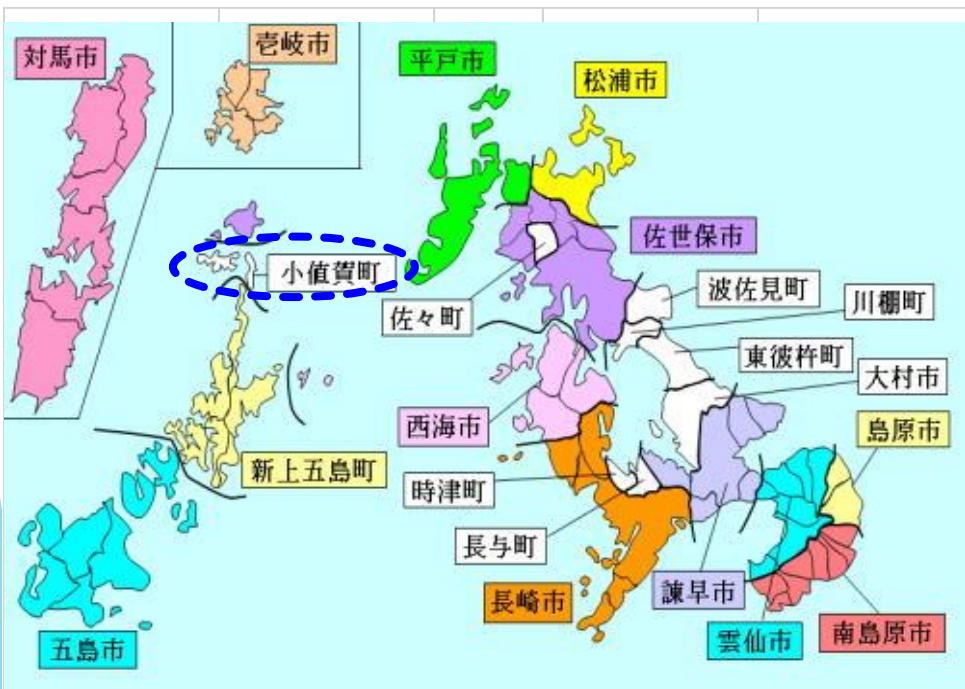 対馬市
壱岐市
平戸市
松浦市
佐世保市
小値賀町
佐々町
波佐見町
川棚町
東彼杵町
大村市
西海市
島原市
新上五島町
時津町
長与町
長崎市
諫早市
五島市
雲仙市
南島原市